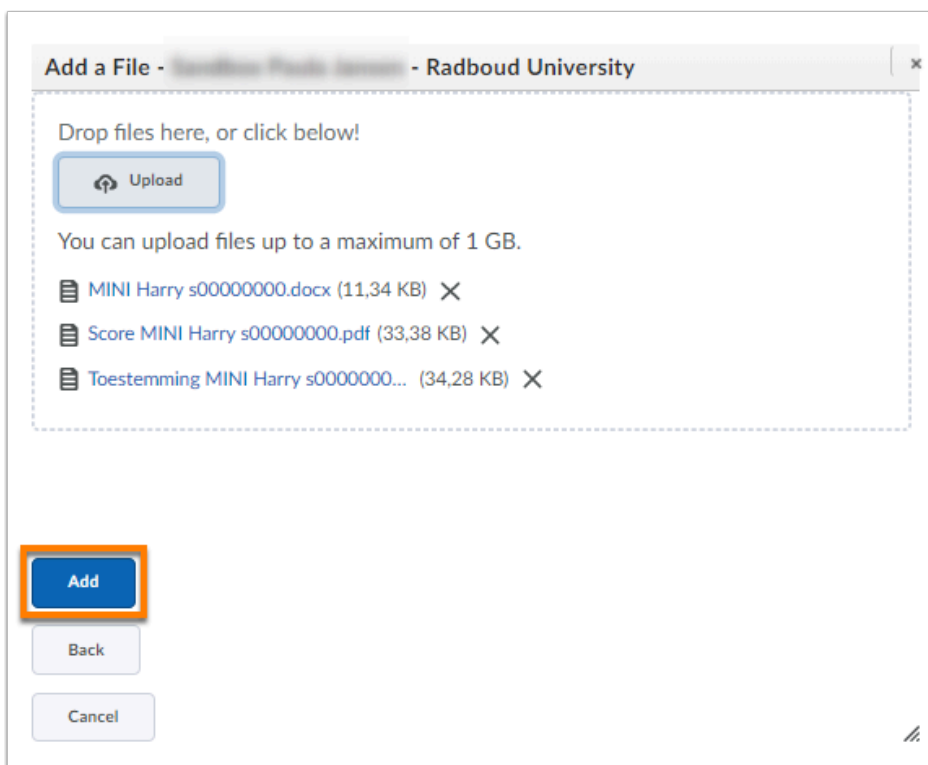 Add a File - - Radboud University
Drop files here, or click below!
Upload
You can upload files up to a maximum of 1 GB.
MINI Harry s00000000.docx (11,34 KB)
Score MINI Harry s00000000.pdf (33,38 KB)
Toestemming MINI Harry s0000000... (34,28 KB)
Add
Back
Cancel